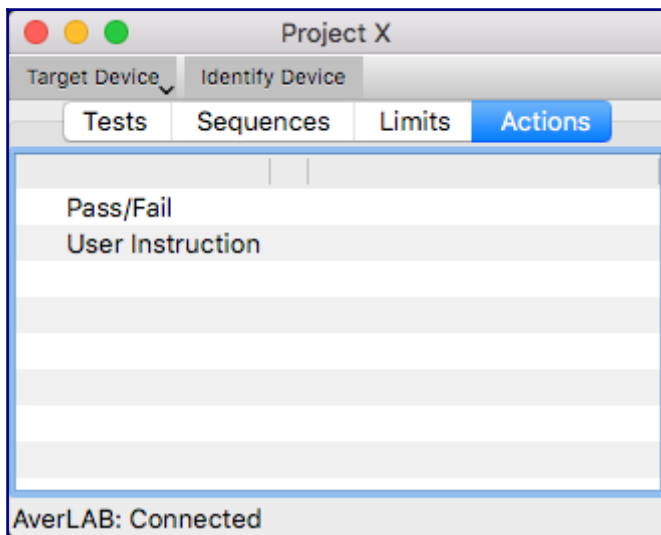 Project X
Target Device Identify Device
Tests Sequences Limits Actions
Pass/Fail
User Instruction
AverLAB: Connected